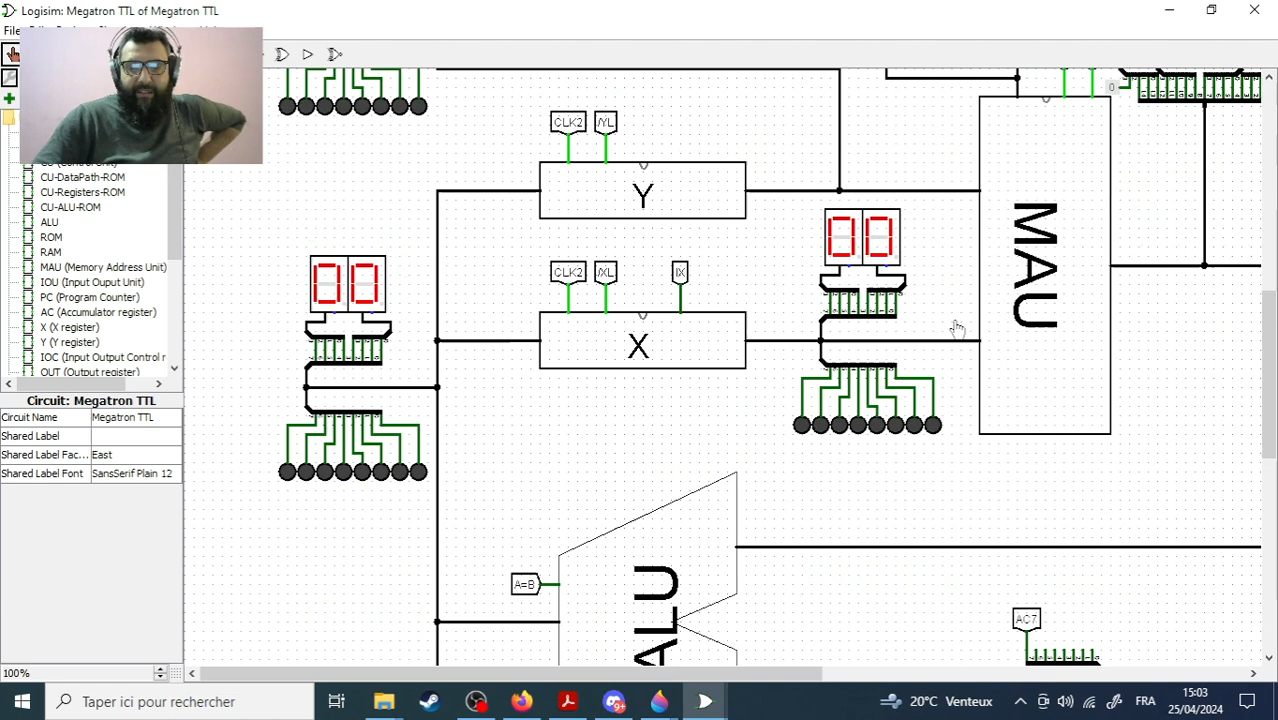 Logisim: Megatron TTL of Megatron TTL
File
CU-DataPath-ROM
CU-Registers-ROM
CU-ALU-ROM
ALU
ROM
RAM
MAU (Memory Address Unit)
IOU (Input Ouput Unit)
PC (Program Counter)
AC (Accumulator register)
X (X register)
Y (Y register)
IOC (Input Output Control r
OUT (Output register)
Circuit: Megatron TTL
Circuit Name Megatron TTL
Shared Label
Shared Label Fac... East
Shared Label Font SansSerif Plain 12
100%
CLK2 /YL
Y
00
CLK2 /XL IX
X
00
MAU
0
A=B
ALU
AC7
Taper ici pour rechercher
9+
20°C Venteux
FRA
15:03
25/04/2024